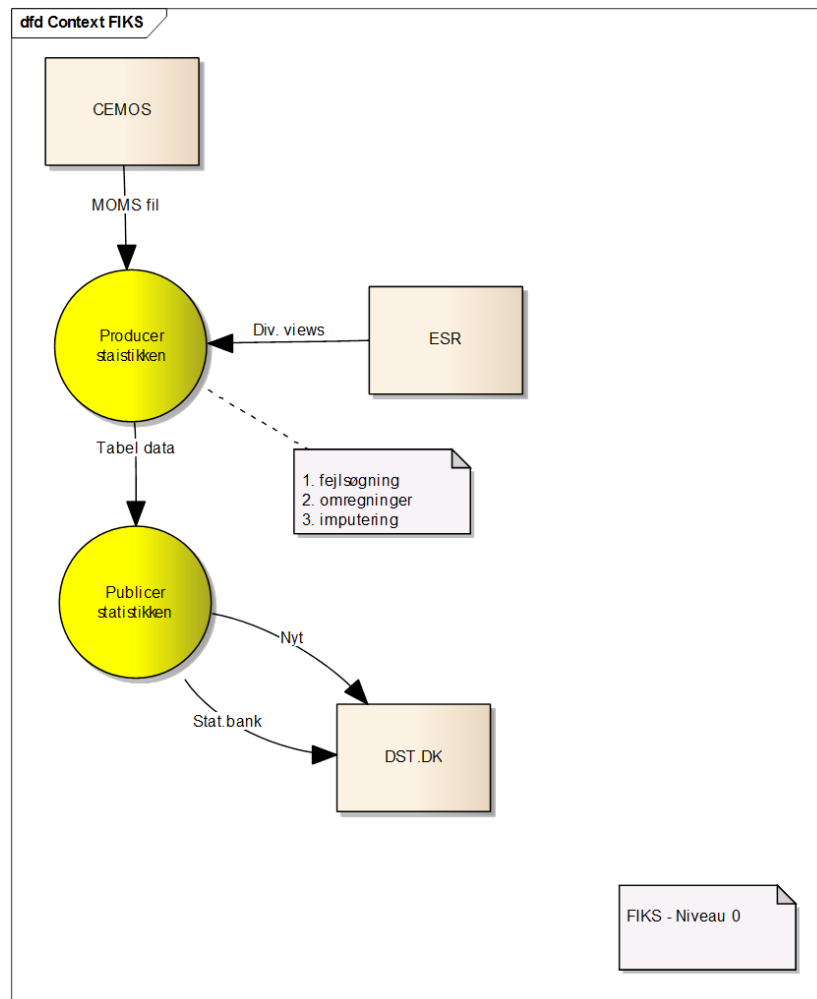 dfd Context FIKS
CEMOS
MOMS fil
Producer
staistikken
Div. views
ESR
Tabel data
1. fejlsøgning
2. omregninger
3. imputering
Publicer
statistikken
Nyt
Stat.bank
DST.DK
FIKS - Niveau 0